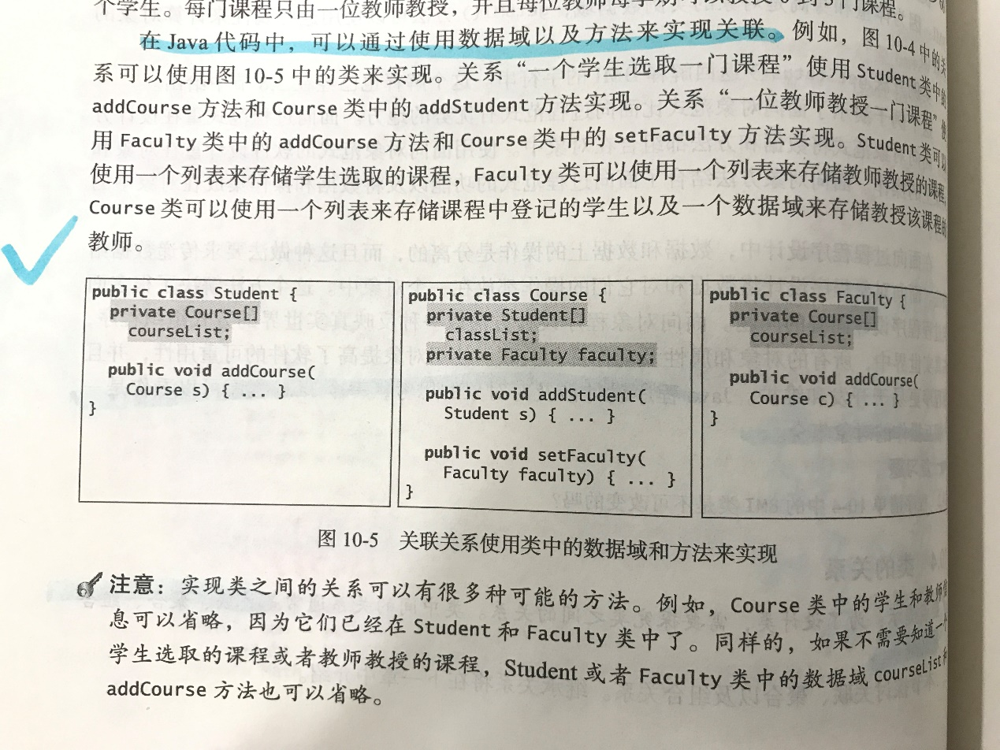 个学生。每门课程只由一位教师教授，并且每位教师每学期可以教授 0 到 3 门课程。
在 Java 代码中，可以通过使用数据域以及方法来实现关联。例如，图 10-4 中的关
系可以使用图 10-5 中的类来实现。关系“一个学生选取一门课程”使用 Student 类中的
addCourse 方法和 Course 类中的 addStudent 方法实现。关系“一位教师教授一门课程”使
用 Faculty 类中的 addCourse 方法和 Course 类中的 setFaculty 方法实现。Student 类可以
使用一个列表来存储学生选取的课程，Faculty 类可以使用一个列表来存储教师教授的课程，
Course 类可以使用一个列表来存储课程中登记的学生以及一个数据域来存储教授该课程的
教师。
public class Student {
private Course[]
courseList;
public void addCourse(
Course s) { ... }
}
public class Course {
private Student[]
classList;
private Faculty faculty;
public void addStudent(
Student s) { ... }
public void setFaculty(
Faculty faculty) { ... }
}
public class Faculty {
private Course[]
courseList;
public void addCourse(
Course c) { ... }
}
图 10-5 关联关系使用类中的数据域和方法来实现
注意：实现类之间的关系可以有很多种可能的方法。例如，Course 类中的学生和教师信
息可以省略，因为它们已经在 Student 和 Faculty 类中了。同样的，如果不需要知道一个
学生选取的课程或者教师教授的课程，Student 或者 Faculty 类中的数据域 courseList 和
addCourse 方法也可以省略。